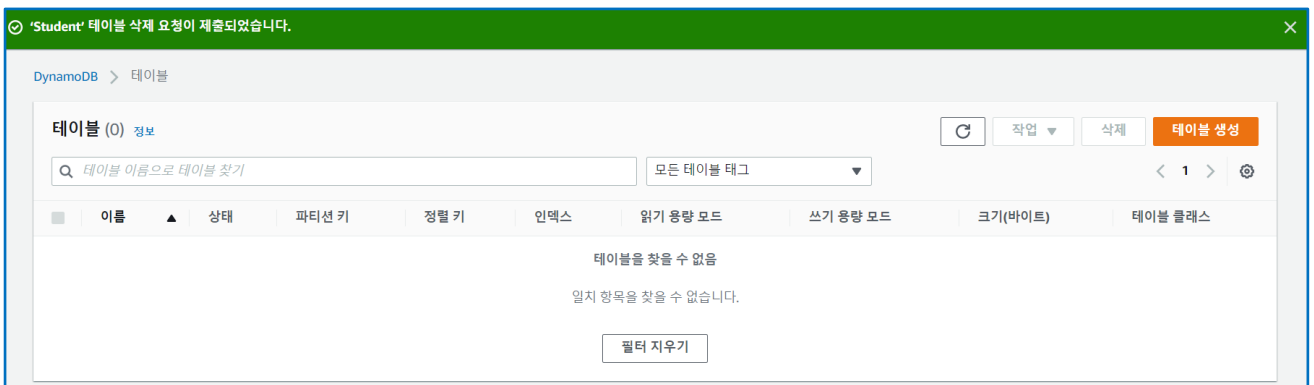 'Student' 테이블 삭제 요청이 제출되었습니다.
DynamoDB > 테이블
테이블 (0) 정보
작업 삭제 테이블 생성
테이블 이름으로 테이블 찾기 모든 테이블 태그 < 1 >
이름 상태 파티션 키 정렬 키 인덱스 읽기 용량 모드 쓰기 용량 모드 크기(바이트) 테이블 클래스
테이블을 찾을 수 없음
일치 항목을 찾을 수 없습니다.
필터 지우기